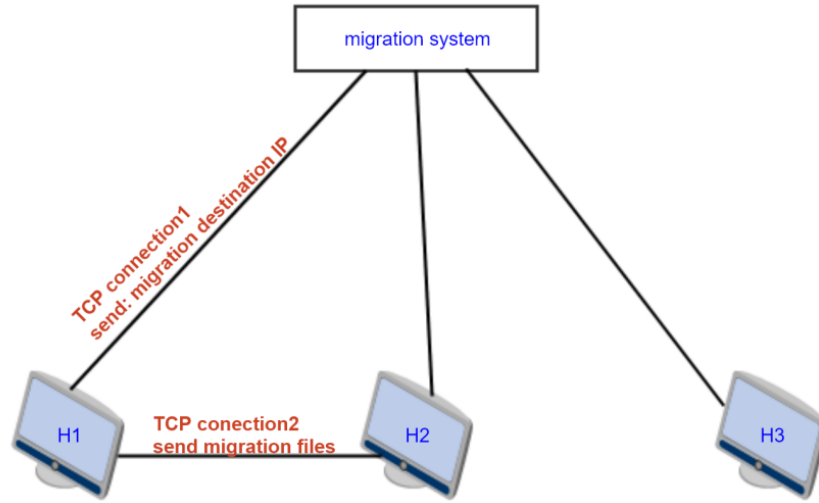 migration system
TCP connection1
send: migration destination IP
TCP conection2
send migration files
H1
H2
H3